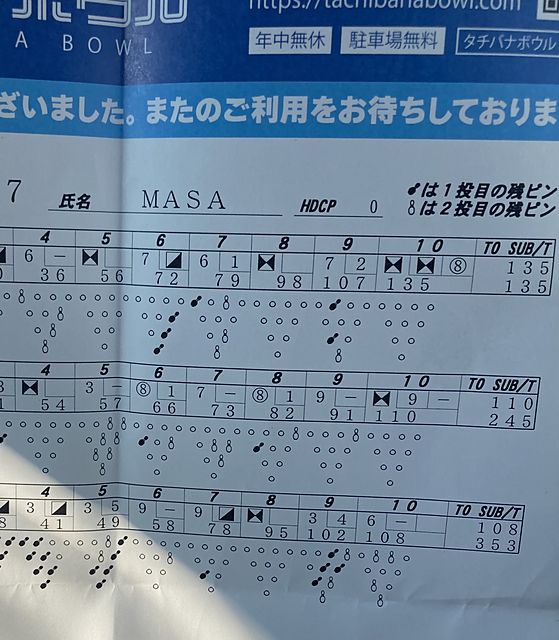 https://tachibanabowl.com
A BOWL
年中無休 駐車場無料 タチバナボウル
ざいました。またのご利用をお待ちしておりま
7 氏名 MASA HDCP 0
は1投目の残ピン
は2投目の残ピン
4 5 6 7 8 9 10 TO SUB/T
6 - 7 6 1 7 2 ⑧ 135
36 56 72 79 98 107 135 135
4 5 6 7 8 9 10 TO SUB/T
3 - ⑧ 1 7 - ⑧ 1 9 - 9 - 110
54 57 66 73 82 91 110 245
4 5 6 7 8 9 10 TO SUB/T
3 3 5 9 - 9 3 4 6 - 108
41 49 58 78 95 102 108 353